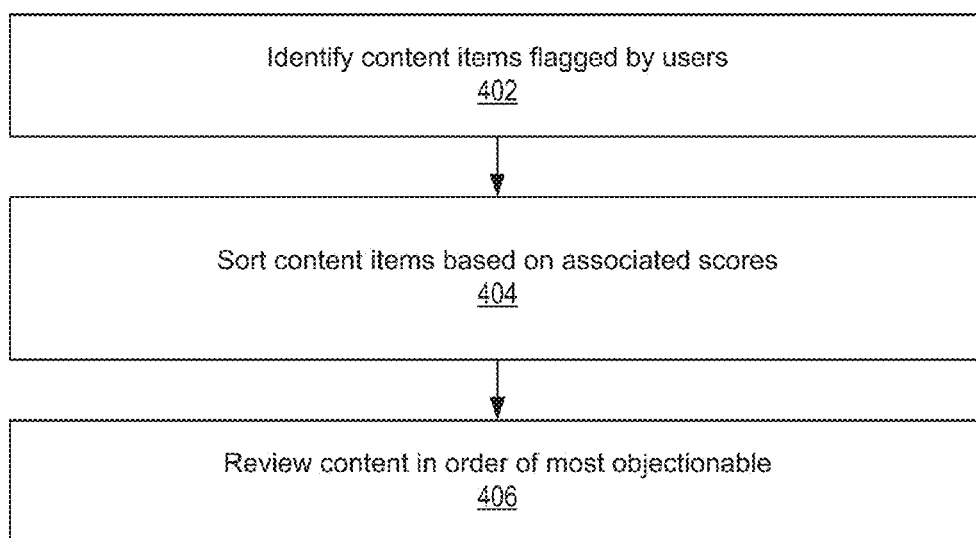 Identify content items flagged by users
402
Sort content items based on associated scores
404
Review content in order of most objectionable
406